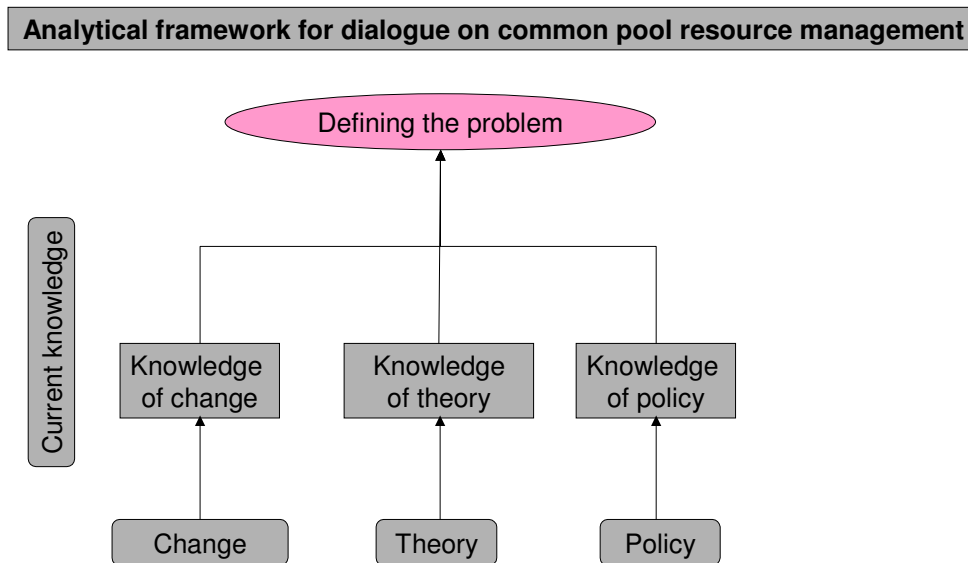 Analytical framework for dialogue on common pool resource management
Defining the problem
Current knowledge
Knowledge
of change
Knowledge
of theory
Knowledge
of policy
Change
Theory
Policy